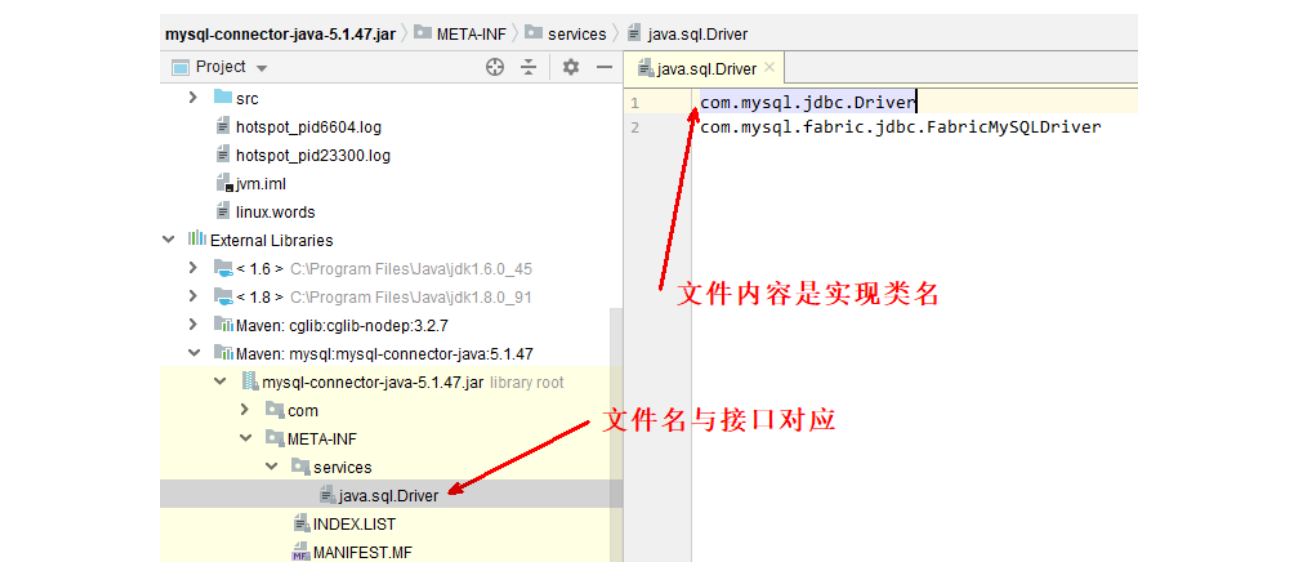 mysql-connector-java-5.1.47.jar META-INF services java.sql.Driver
Project
java.sql.Driver
src
hotspot_pid6604.log
hotspot_pid23300.log
jvm.iml
linux.words
External Libraries
< 1.6 > C:\Program Files\Java\jdk1.6.0_45
< 1.8 > C:\Program Files\Java\jdk1.8.0_91
Maven: cglib:cglib-nodep:3.2.7
Maven: mysql:mysql-connector-java:5.1.47
mysql-connector-java-5.1.47.jar library root
com
META-INF
services
java.sql.Driver
INDEX.LIST
MF MANIFEST.MF
1 com.mysql.jdbc.Driver
2 com.mysql.fabric.jdbc.FabricMySQLDriver
文件内容是实现类名
文件名与接口对应